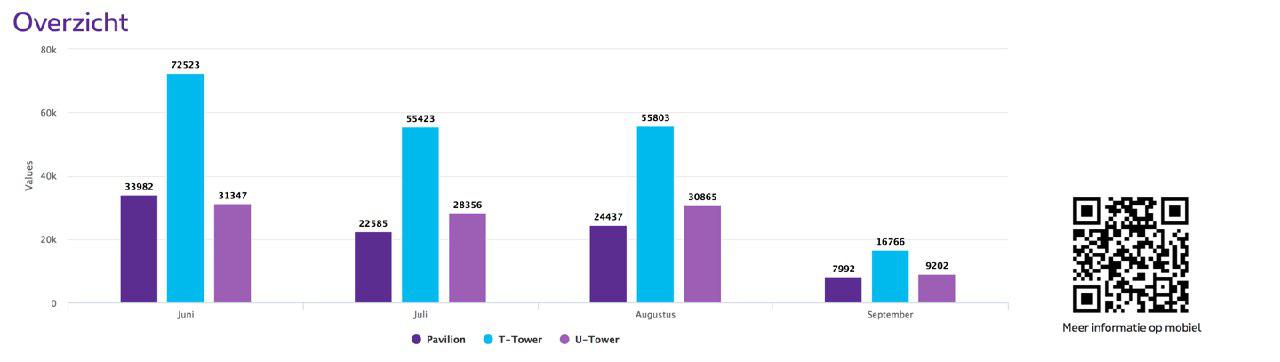 Overzicht
80k
72523
60k
55423
55803
Values
40k
33982
31347
28356
30865
22585
24437
20k
16766
7992
9202
0
Juni
Juli
Augustus
September
Pavilion T-Tower U-Tower
Meer informatie op mobiel